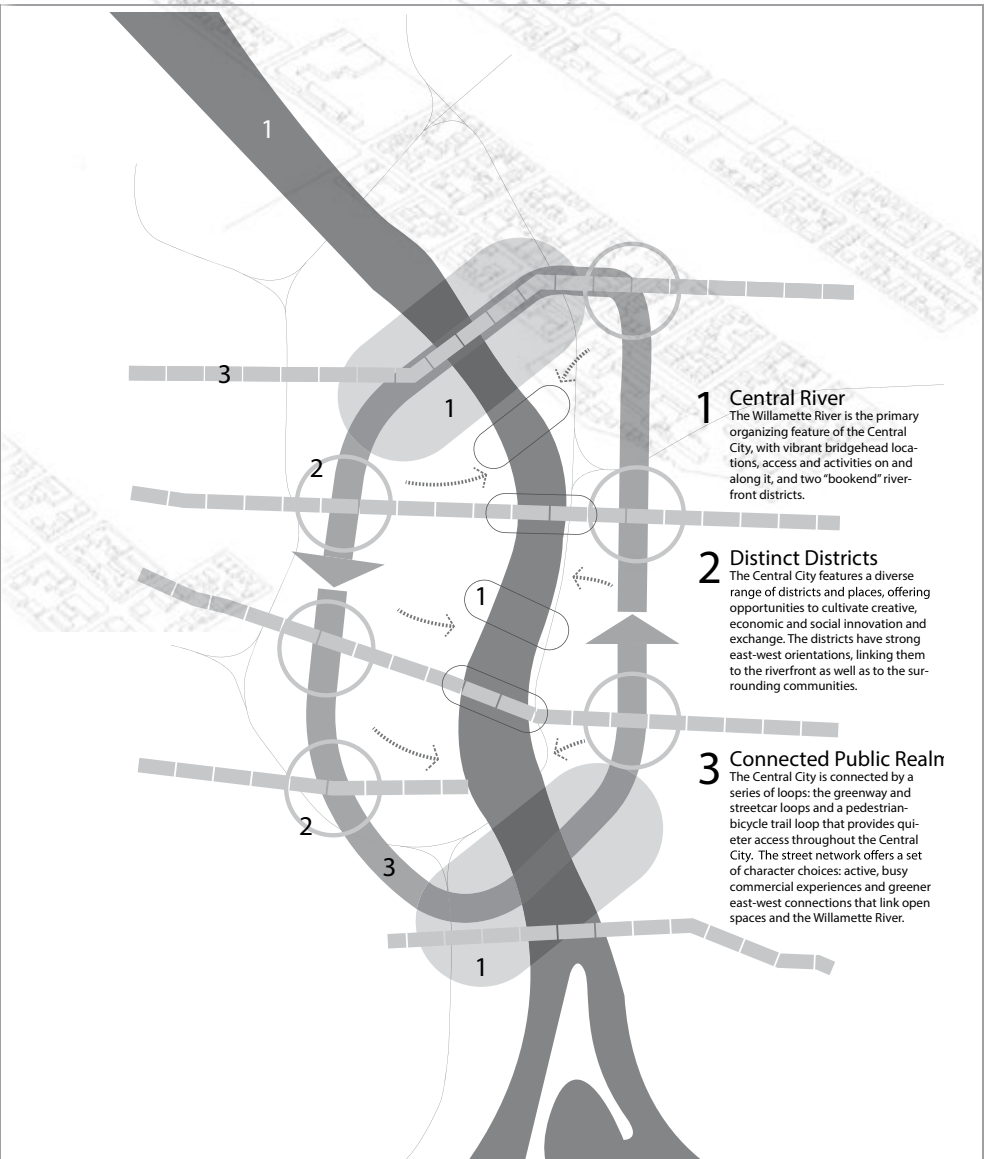 1
3
1
2
1
2
3
1
1 Central River
The Willamette River is the primary
organizing feature of the Central
City, with vibrant bridgehead loca-
tions, access and activities on and
along it, and two “bookend” river-
front districts.
2 Distinct Districts
The Central City features a diverse
range of districts and places, offering
opportunities to cultivate creative,
economic and social innovation and
exchange. The districts have strong
east-west orientations, linking them
to the riverfront as well as to the sur-
rounding communities.
3 Connected Public Realm
The Central City is connected by a
series of loops: the greenway and
streetcar loops and a pedestrian-
bicycle trail loop that provides qui-
eter access throughout the Central
City. The street network offers a set
of character choices: active, busy
commercial experiences and greener
east-west connections that link open
spaces and the Willamette River.